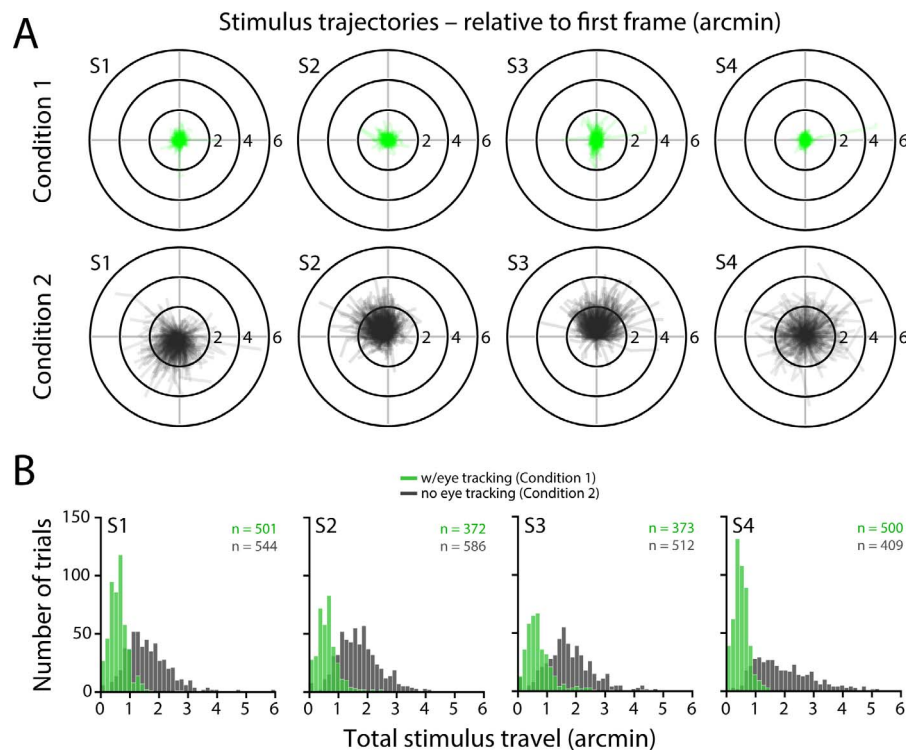 A
Stimulus trajectories – relative to first frame (arcmin)
Condition 1
S1 2 4 6
S2 2 4 6
S3 2 4 6
S4 2 4 6
Condition 2
S1 2 4 6
S2 2 4 6
S3 2 4 6
S4 2 4 6
B
w/eye tracking (Condition 1)
no eye tracking (Condition 2)
Number of trials
150
100
50
0
S1
n = 501
n = 544
0 1 2 3 4 5 6
S2
n = 372
n = 586
0 1 2 3 4 5 6
S3
n = 373
n = 512
0 1 2 3 4 5 6
S4
n = 500
n = 409
0 1 2 3 4 5 6
Total stimulus travel (arcmin)